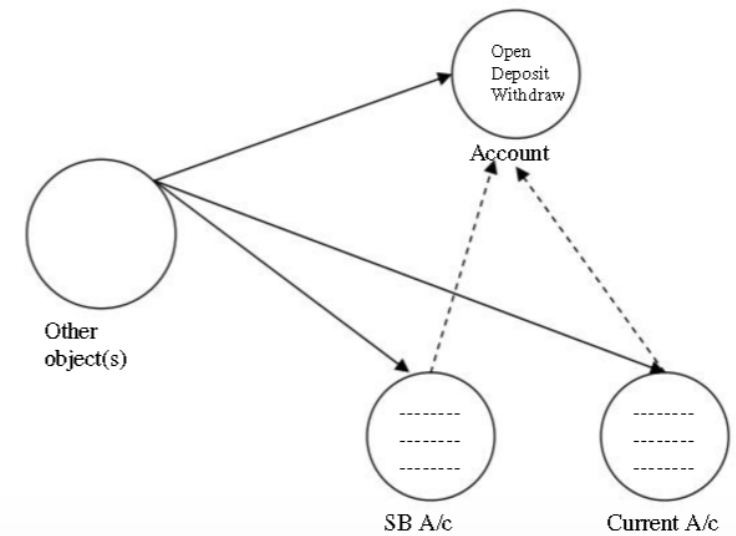 Open
Deposit
Withdraw
Account
Other
object(s)
--------
--------
--------
--------
--------
--------
SB A/c
Current A/c